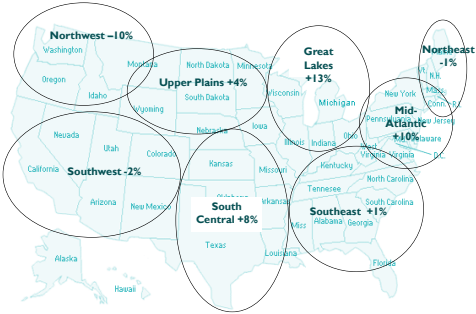 Northwest –10%
Washington
Oregon
Idaho
Montana
Upper Plains +4%
North Dakota
South Dakota
Wyoming
Nebraska
Minnesota
Great
Lakes
+13%
Wisconsin
Michigan
Iowa
Illinois
Indiana
Ohio
Northeast
-1%
Vt.
N.H.
Mass.
Conn.
R.I.
New York
Mid-
Atlantic
+10%
Pennsylvania
New Jersey
Delaware
D.C.
West
Virginia
Virginia
Nevada
Utah
Colorado
California
Southwest -2%
Arizona
New Mexico
Kansas
Missouri
Oklahoma
Arkansas
South
Central +8%
Texas
Louisiana
Kentucky
Tennessee
North Carolina
South Carolina
Southeast +1%
Miss
Alabama
Georgia
Florida
Alaska
Hawaii